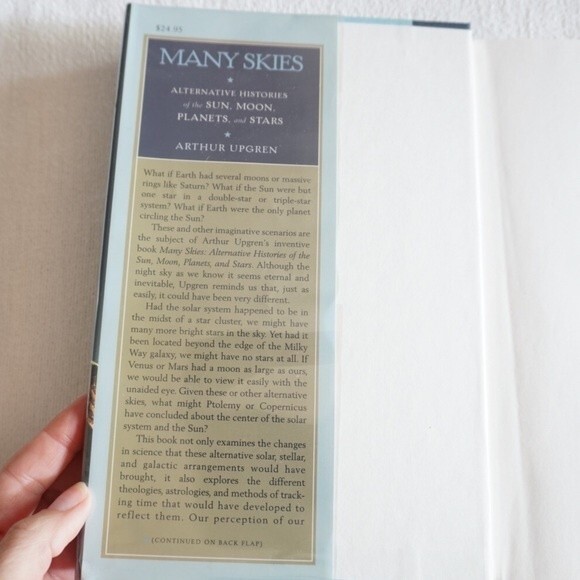 $24.95
MANY SKIES
ALTERNATIVE HISTORIES
of the SUN, MOON,
PLANETS, and STARS
ARTHUR UPGREN
What if Earth had several moons or massive
rings like Saturn? What if the Sun were but
one star in a double-star or triple-star
system? What if Earth were the only planet
circling the Sun?
These and other imaginative scenarios are
the subject of Arthur Upgren's inventive
book Many Skies: Alternative Histories of the
Sun, Moon, Planets, and Stars. Although the
night sky as we know it seems eternal and
inevitable, Upgren reminds us that, just as
easily, it could have been very different.
Had the solar system happened to be in
the midst of a star cluster, we might have
many more bright stars in the sky. Yet had it
been located beyond the edge of the Milky
Way galaxy, we might have no stars at all. If
Venus or Mars had a moon as large as ours,
we would be able to view it easily with the
unaided eye. Given these or other alternative
skies, what might Ptolemy or Copernicus
have concluded about the center of the solar
system and the Sun?
This book not only examines the changes
in science that these alternative solar, stellar,
and galactic arrangements would have
brought, it also explores the different
theologies, astrologies, and methods of track-
ing time that would have developed to
reflect them. Our perception of our
[CONTINUED ON BACK FLAP]